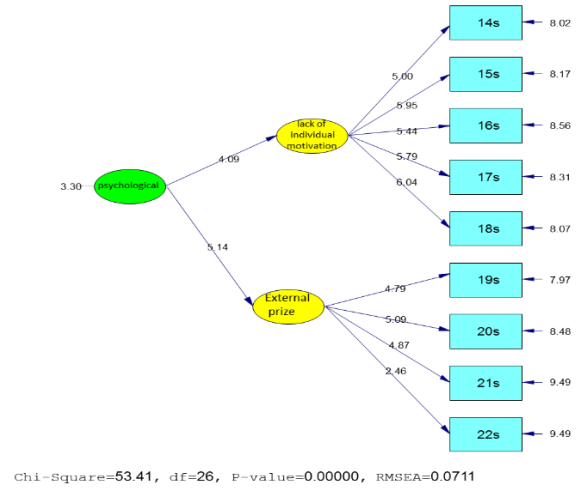 14s
8.02
5.00
15s
8.17
5.95
lack of
individual
motivation
5.44
16s
8.56
4.09
5.79
17s
8.31
3.30
psychological
6.04
18s
8.07
5.14
4.79
19s
7.97
External
prize
5.09
20s
8.48
4.87
21s
9.49
2.46
22s
9.49
Chi-Square=53.41, df=26, P-value=0.00000, RMSEA=0.0711